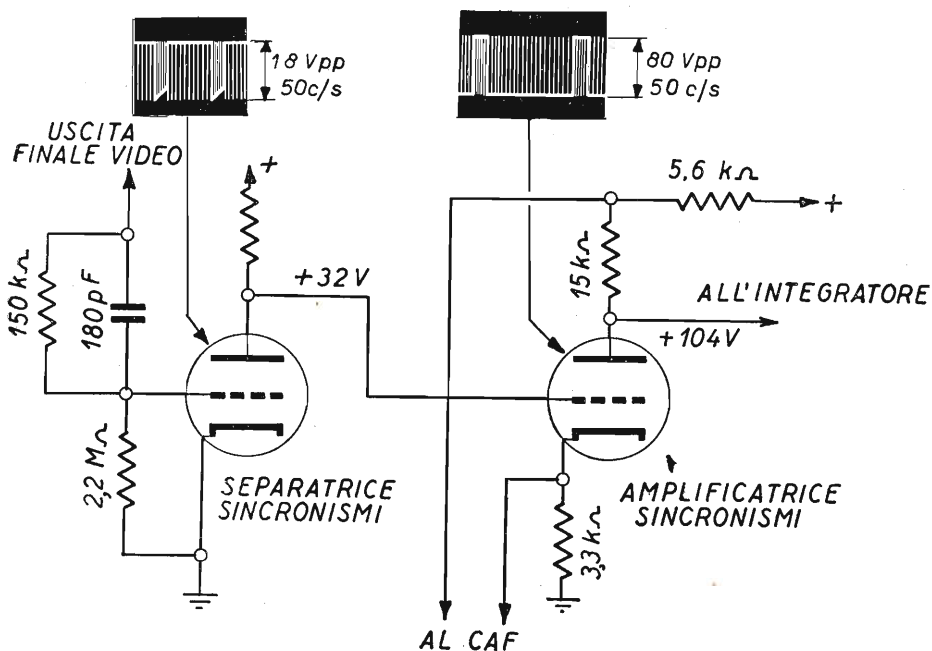 18 Vpp
50c/s
80 Vpp
50 c/s
USCITA
FINALE VIDEO
+
5,6 kΩ
+
150 kΩ
180 pF
+32V
15 kΩ
ALL'INTEGRATORE
+104V
2,2 MΩ
SEPARATRICE
SINCRONISMI
AMPLIFICATRICE
SINCRONISMI
3,3 kΩ
AL CAF